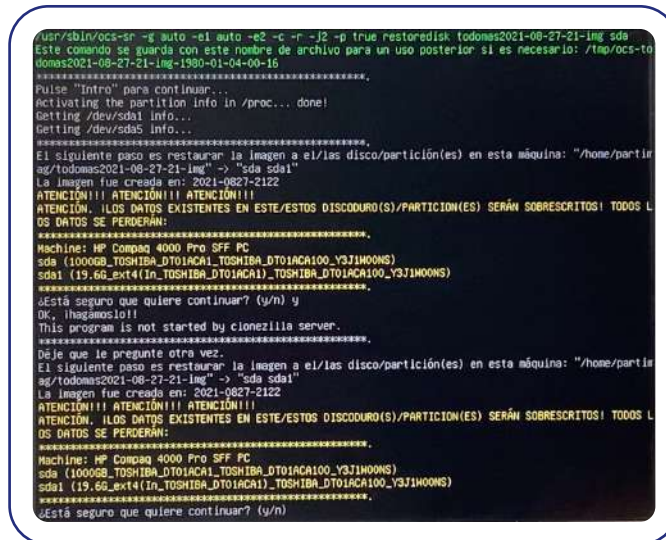 /usr/sbin/ocs-sr -g auto -e1 auto -e2 -c -r -j2 -p true restoredisk todomas2021-08-27-21-img sda
Este comando se guarda con este nombre de archivo para un uso posterior si es necesario: /tmp/ocs-to
domas2021-08-27-21-img-1980-01-04-00-16
*************************************************.
Pulse "Intro" para continuar...
Activating the partition info in /proc... done!
Getting /dev/sda1 info...
Getting /dev/sda5 info...
*************************************************.
El siguiente paso es restaurar la imagen a el/las disco/partición(es) en esta máquina: "/home/partim
ag/todomas2021-08-27-21-img" -> "sda sda1"
La imagen fue creada en: 2021-0827-2122
ATENCIÓN!!! ATENCIÓN!!! ATENCIÓN!!!
ATENCIÓN. ¡LOS DATOS EXISTENTES EN ESTE/ESTOS DISCODURO(S)/PARTICION(ES) SERÁN SOBRESCRITOS! TODOS L
OS DATOS SE PERDERÁN:
*************************************************.
Machine: HP Compaq 4000 Pro SFF PC
sda (1000GB_TOSHIBA_DT01ACA1_TOSHIBA_DT01ACA100_Y3J1W00NS)
sda1 (19.6G_ext4(In_TOSHIBA_DT01ACA1)_TOSHIBA_DT01ACA100_Y3J1W00NS)
*************************************************.
¿Está seguro que quiere continuar? (y/n) y
OK, ¡hagámoslo!!
This program is not started by clonezilla server.
*************************************************.
Déje que le pregunte otra vez.
El siguiente paso es restaurar la imagen a el/las disco/partición(es) en esta máquina: "/home/partim
ag/todomas2021-08-27-21-img" -> "sda sda1"
La imagen fue creada en: 2021-0827-2122
ATENCIÓN!!! ATENCIÓN!!! ATENCIÓN!!!
ATENCIÓN. ¡LOS DATOS EXISTENTES EN ESTE/ESTOS DISCODURO(S)/PARTICION(ES) SERÁN SOBRESCRITOS! TODOS L
OS DATOS SE PERDERÁN:
*************************************************.
Machine: HP Compaq 4000 Pro SFF PC
sda (1000GB_TOSHIBA_DT01ACA1_TOSHIBA_DT01ACA100_Y3J1W00NS)
sda1 (19.6G_ext4(In_TOSHIBA_DT01ACA1)_TOSHIBA_DT01ACA100_Y3J1W00NS)
*************************************************.
¿Está seguro que quiere continuar? (y/n)